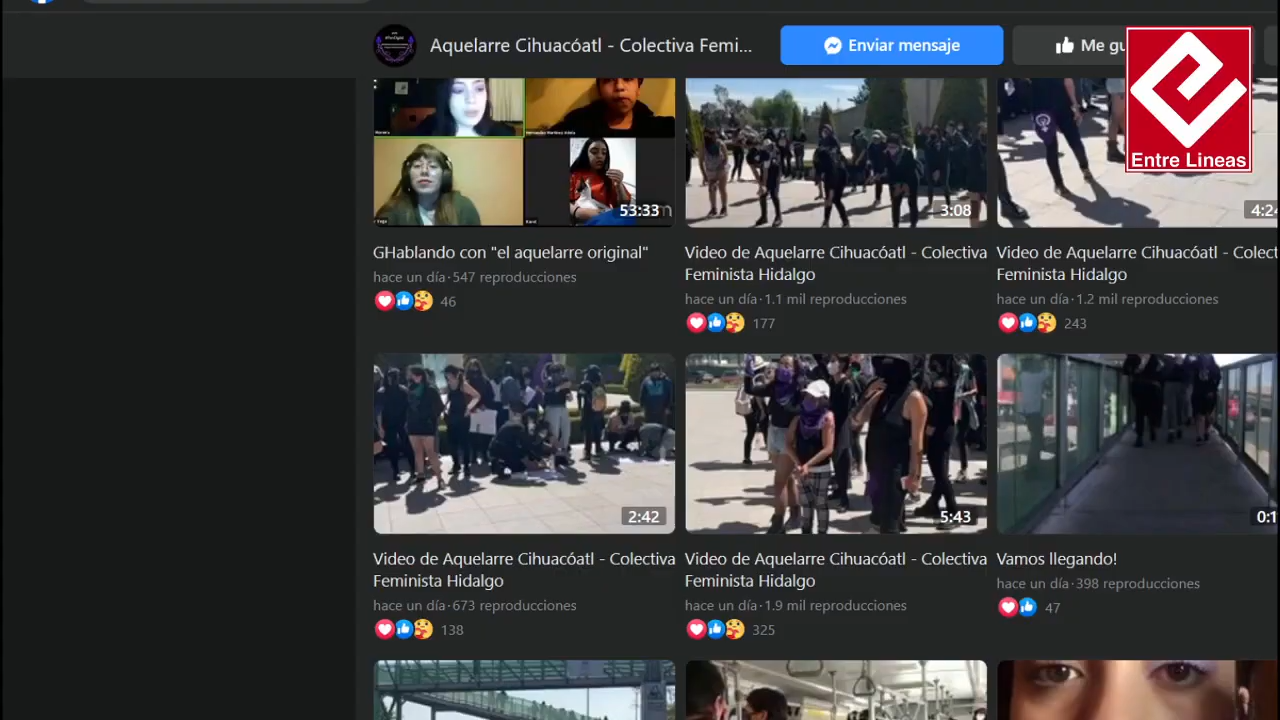 Aquelarre Cihuacóatl - Colectiva Femi...
Enviar mensaje
Me gu
Entre Lineas
53:33
3:08
4:2
GHablando con "el aquelarre original"
hace un día · 547 reproducciones
46
Video de Aquelarre Cihuacóatl - Colectiva
Feminista Hidalgo
hace un día · 1.1 mil reproducciones
177
Video de Aquelarre Cihuacóatl - Colect
Feminista Hidalgo
hace un día · 1.2 mil reproducciones
243
2:42
5:43
0:1
Video de Aquelarre Cihuacóatl - Colectiva
Feminista Hidalgo
hace un día · 673 reproducciones
138
Video de Aquelarre Cihuacóatl - Colectiva
Feminista Hidalgo
hace un día · 1.9 mil reproducciones
325
Vamos llegando!
hace un día · 398 reproducciones
47